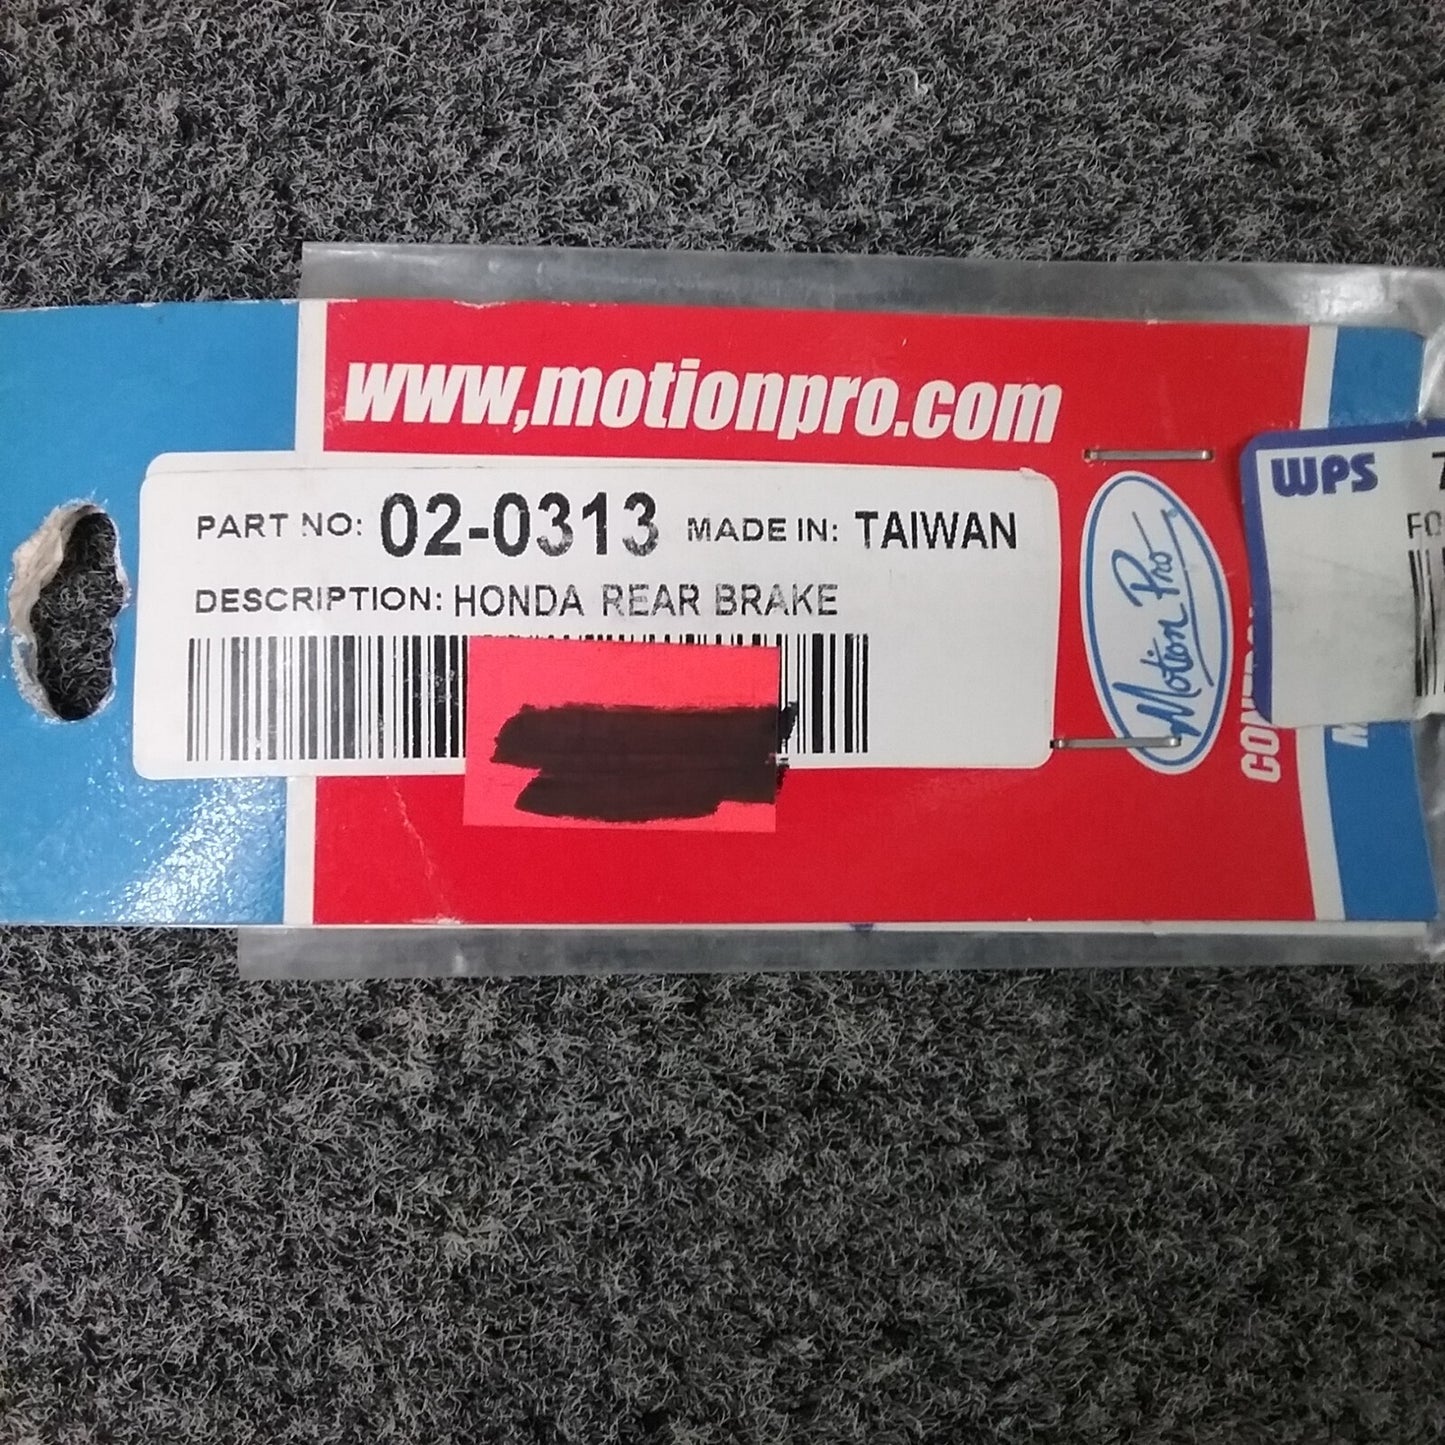 www.motionpro.com
PART NO: 02-0313 MADE IN: TAIWAN
DESCRIPTION: HONDA REAR BRAKE
Motion Pro
WPS